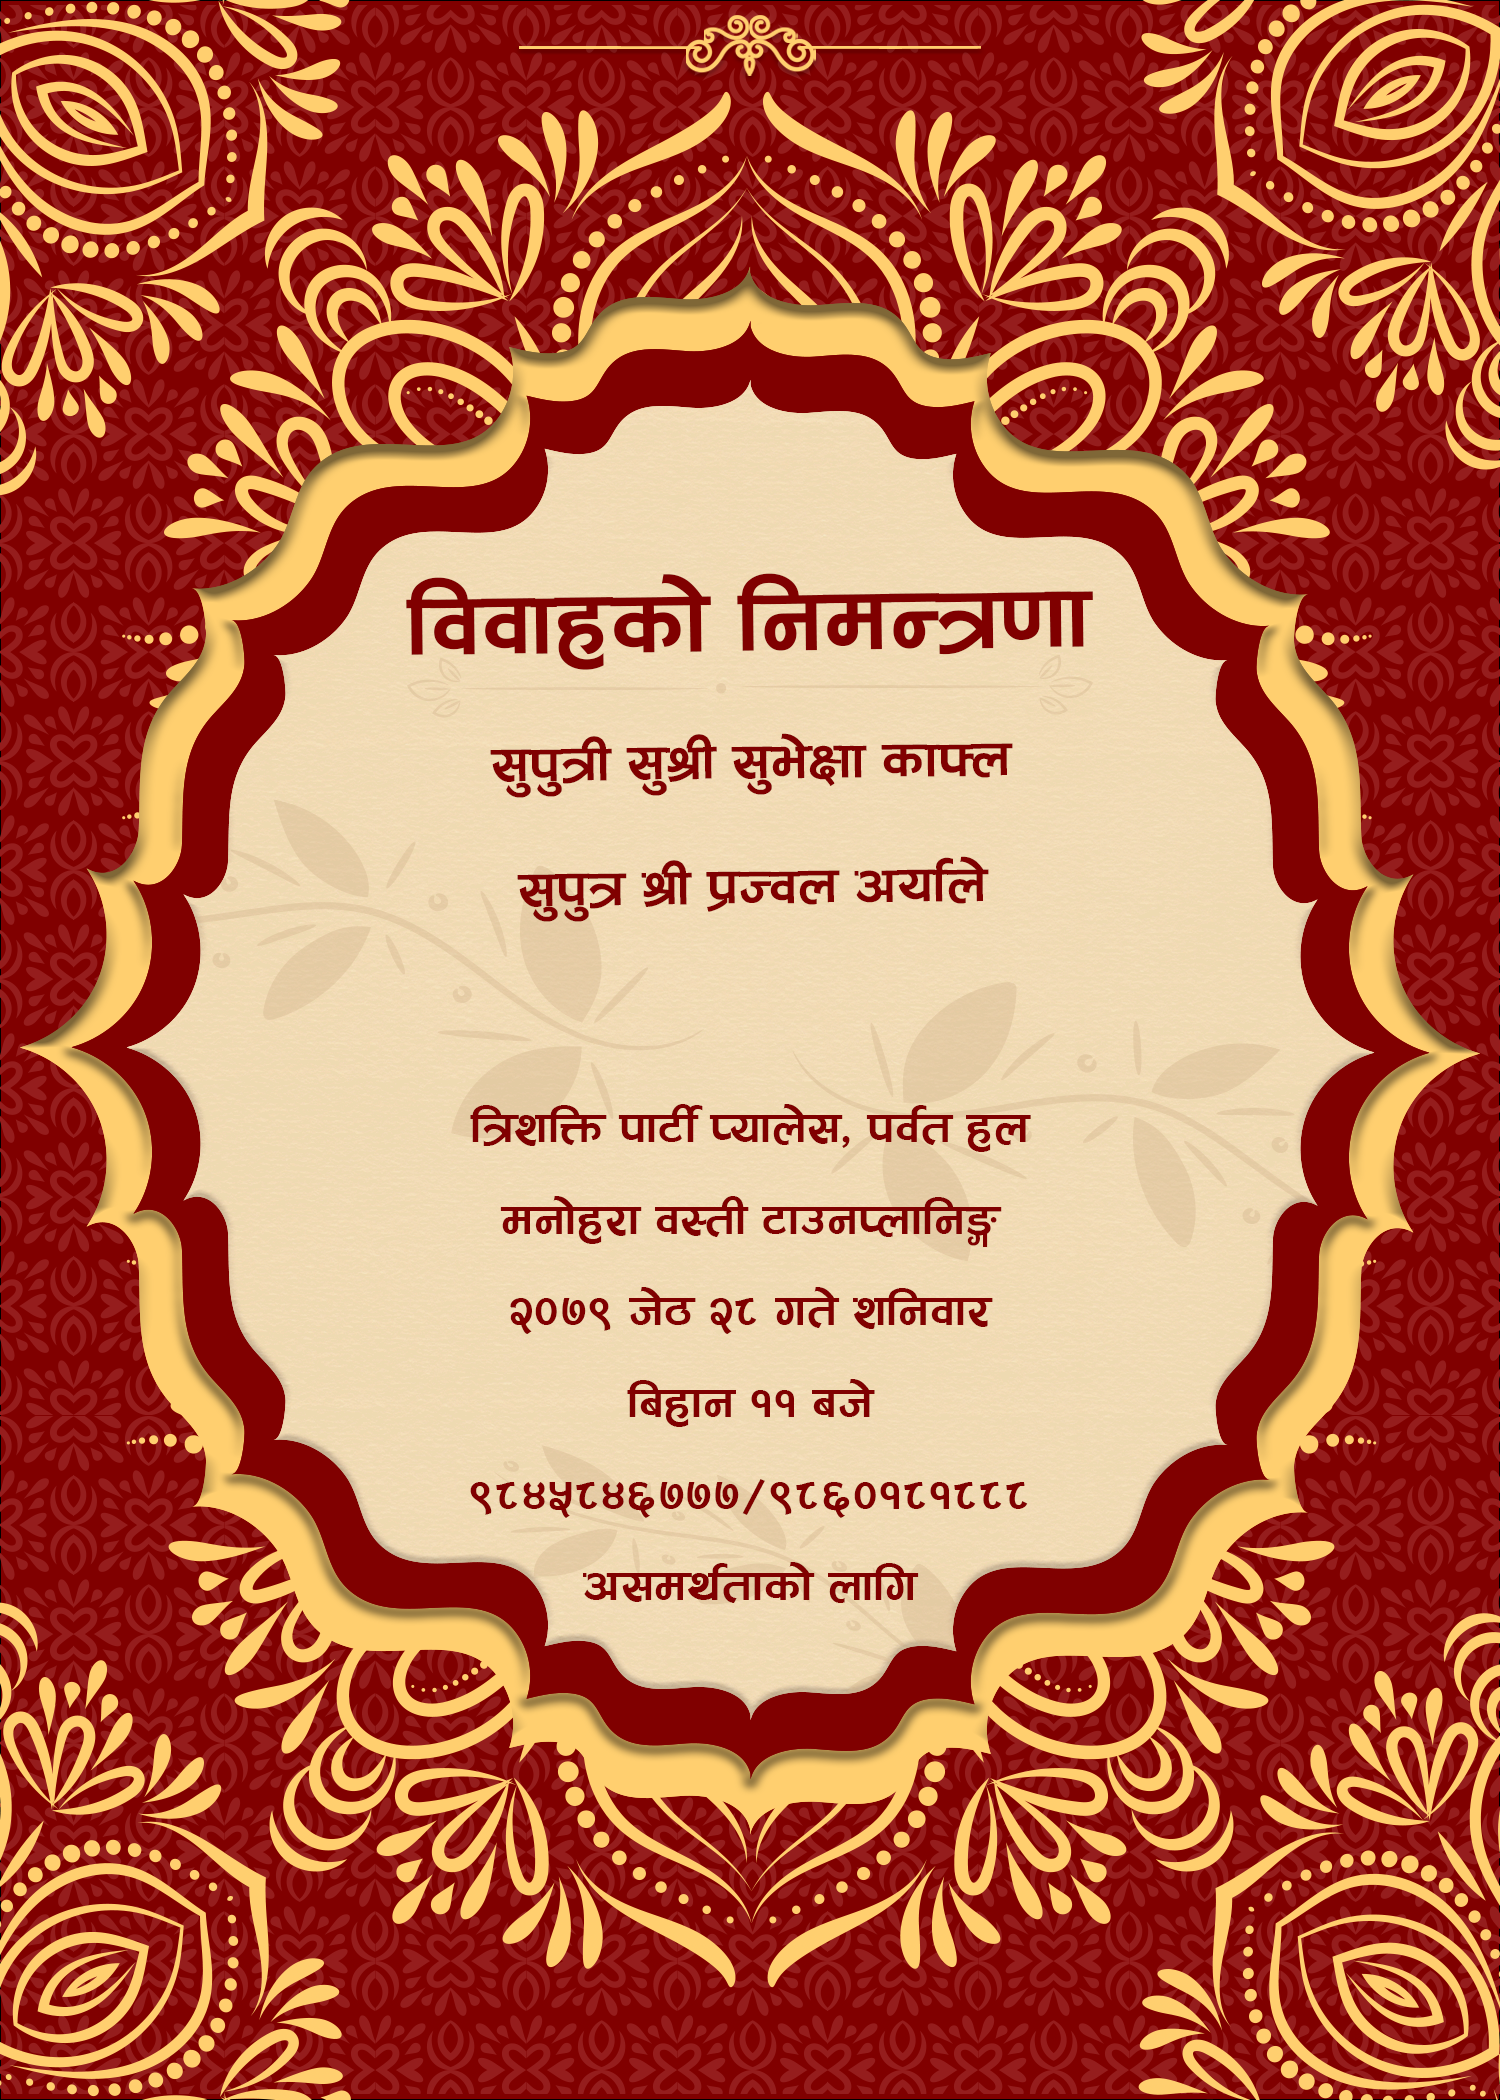 विवाहको निमन्त्रणा
सुपुत्री सुश्री सुभेक्षा काफ्ल
सुपुत्र श्री प्रज्वल अर्याले
त्रिशक्ति पार्टी प्यालेस, पर्वत हल
मनोहरा वस्ती टाउनप्लानिङ्ग
२०७९ जेठ २८ गते शनिवार
बिहान ११ बजे
९८४५८४६७७७/९८६०१८१८८८
असमर्थताको लागि